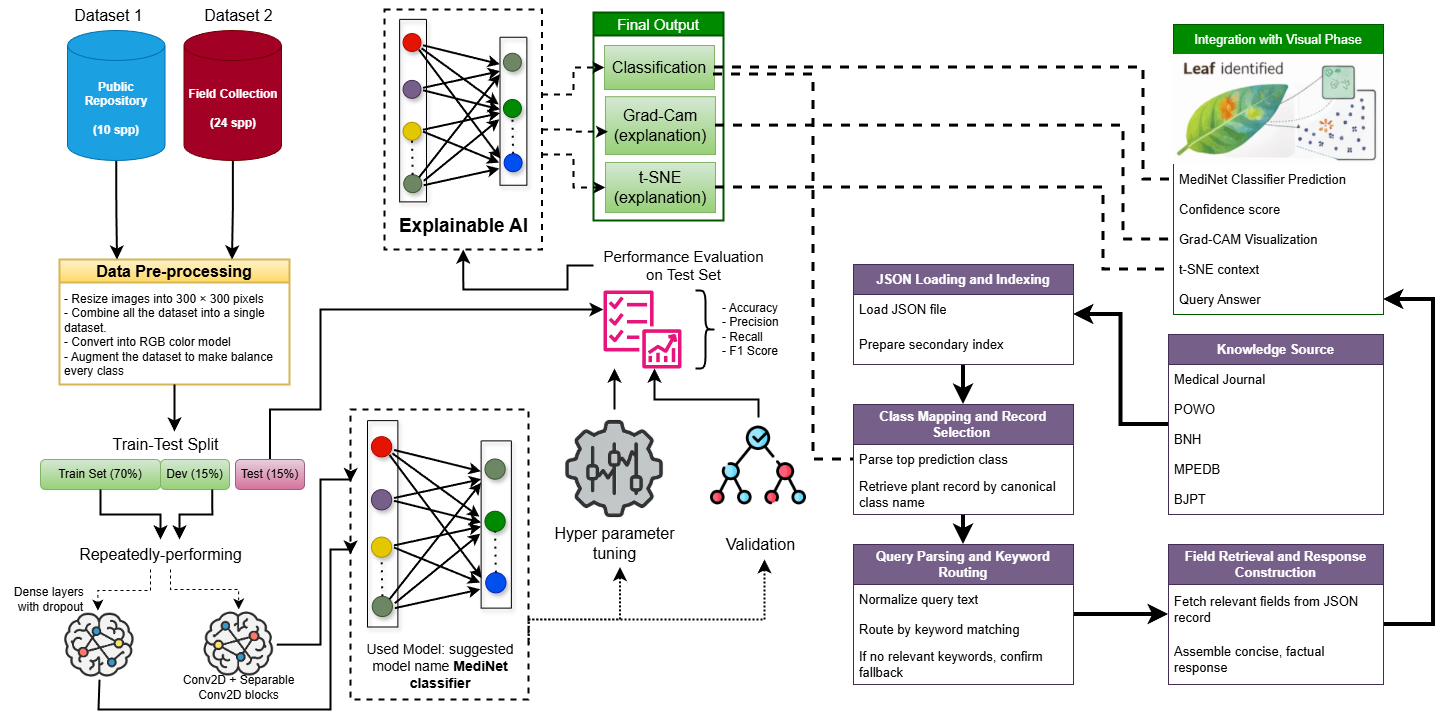 Dataset 1
Dataset 2
Public
Repository
(10 spp)
Field Collection
(24 spp)
Data Pre-processing
- Resize images into 300 × 300 pixels
- Combine all the dataset into a single
dataset.
- Convert into RGB color model
- Augment the dataset to make balance
every class
Train-Test Split
Train Set (70%)
Dev (15%)
Test (15%)
Repeatedly-performing
Dense layers
with dropout
Conv2D + Separable
Conv2D blocks
Explainable AI
Final Output
Classification
Grad-Cam
(explanation)
t-SNE
(explanation)
Performance Evaluation
on Test Set
- Accuracy
- Precision
- Recall
- F1 Score
Used Model: suggested
model name MediNet
classifier
Hyper parameter
tuning
Validation
JSON Loading and Indexing
Load JSON file
Prepare secondary index
Class Mapping and Record
Selection
Parse top prediction class
Retrieve plant record by canonical
class name
Query Parsing and Keyword
Routing
Normalize query text
Route by keyword matching
If no relevant keywords, confirm
fallback
Integration with Visual Phase
Leaf identified
MediNet Classifier Prediction
Confidence score
Grad-CAM Visualization
t-SNE context
Query Answer
Knowledge Source
Medical Journal
POWO
BNH
MPEDB
BJPT
Field Retrieval and Response
Construction
Fetch relevant fields from JSON
record
Assemble concise, factual
response